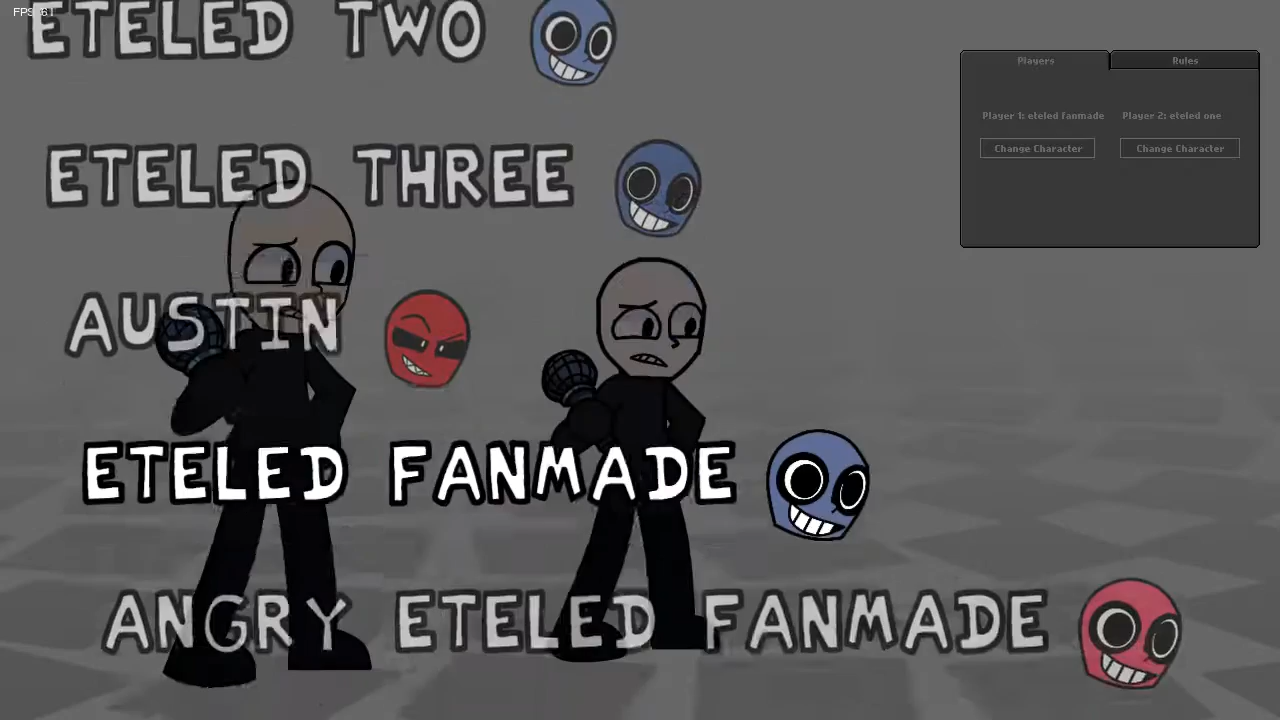 FPS: 61
ETELED TWO
ETELED THREE
AUSTIN
ETELED FANMADE
ANGRY ETELED FANMADE
Players
Rules
Player 1: eteled fanmade
Player 2: eteled one
Change Character
Change Character